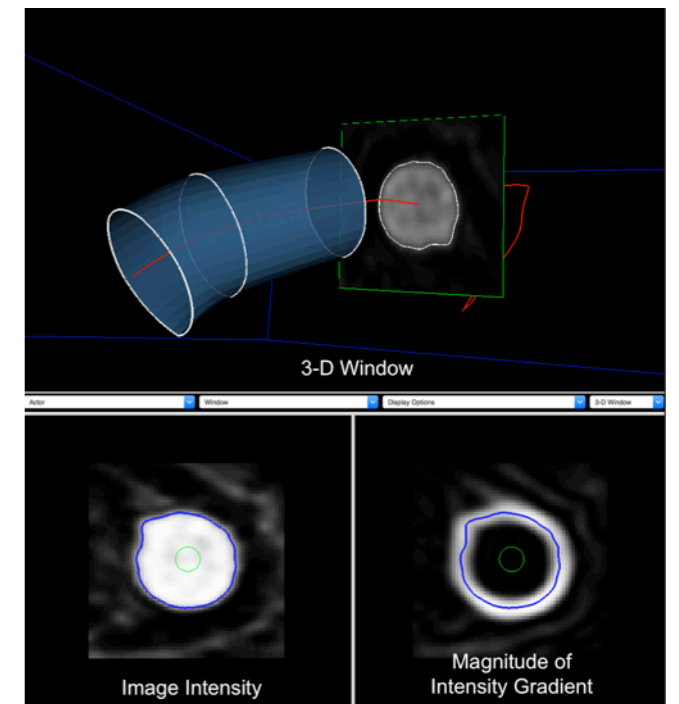 3-D Window
Actor Window Display Options 3-D Window
Image Intensity
Magnitude of
Intensity Gradient